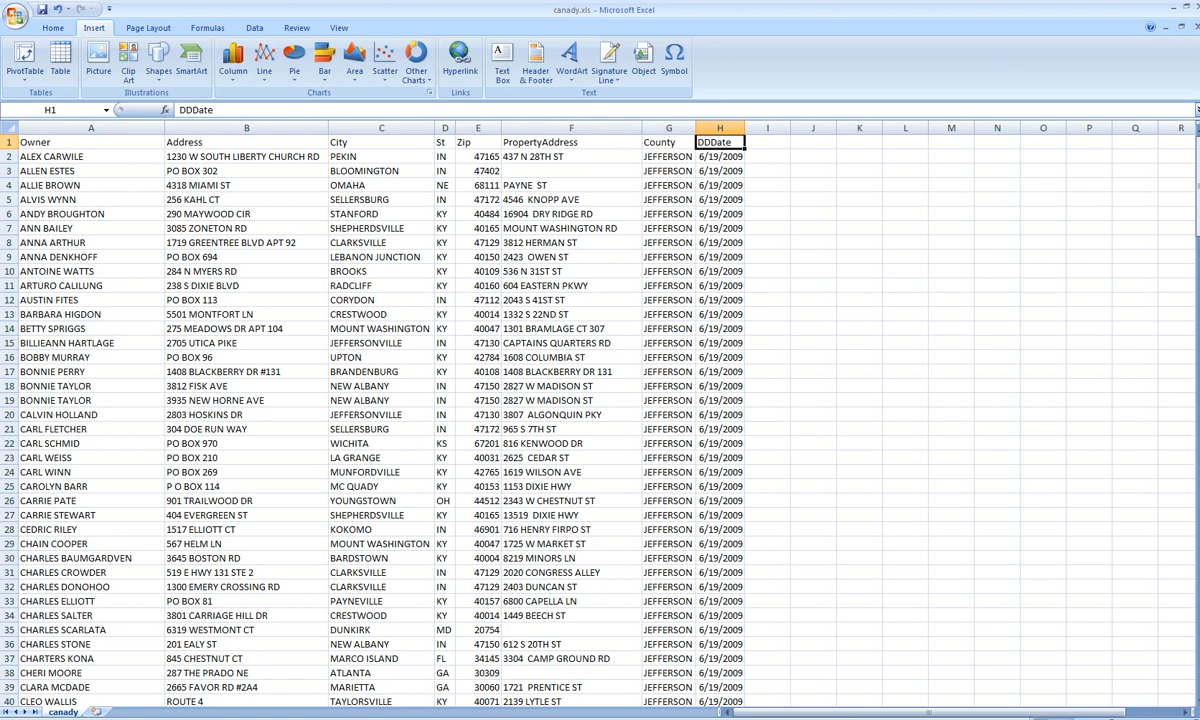 canady.xls - Microsoft Excel
Home Insert Page Layout Formulas Data Review View
PivotTable Table Picture Clip Art Shapes SmartArt Column Line Pie Bar Area Scatter Other Charts Hyperlink Text Box Header & Footer WordArt Signature Line Object Symbol
Tables Illustrations Charts Links Text
H1 fx DDDate
A B C D E F G H I J K L M N O P Q R
1 Owner Address City St Zip PropertyAddress County DDDate
2 ALEX CARWILE 1230 W SOUTH LIBERTY CHURCH RD PEKIN IN 47165 437 N 28TH ST JEFFERSON 6/19/2009
3 ALLEN ESTES PO BOX 302 BLOOMINGTON IN 47402 JEFFERSON 6/19/2009
4 ALLIE BROWN 4318 MIAMI ST OMAHA NE 68111 PAYNE ST JEFFERSON 6/19/2009
5 ALVIS WYNN 256 KAHL CT SELLERSBURG IN 47172 4546 KNOPP AVE JEFFERSON 6/19/2009
6 ANDY BROUGHTON 290 MAYWOOD CIR STANFORD KY 40484 16904 DRY RIDGE RD JEFFERSON 6/19/2009
7 ANN BAILEY 3085 ZONETON RD SHEPHERDSVILLE KY 40165 MOUNT WASHINGTON RD JEFFERSON 6/19/2009
8 ANNA ARTHUR 1719 GREENTREE BLVD APT 92 CLARKSVILLE KY 47129 3812 HERMAN ST JEFFERSON 6/19/2009
9 ANNA DENKHOFF PO BOX 694 LEBANON JUNCTION KY 40150 2423 OWEN ST JEFFERSON 6/19/2009
10 ANTOINE WATTS 284 N MYERS RD BROOKS KY 40109 536 N 31ST ST JEFFERSON 6/19/2009
11 ARTURO CALILUNG 238 S DIXIE BLVD RADCLIFF KY 40160 604 EASTERN PKWY JEFFERSON 6/19/2009
12 AUSTIN FITES PO BOX 113 CORYDON IN 47112 2043 S 41ST ST JEFFERSON 6/19/2009
13 BARBARA HIGDON 5501 MONTFORT LN CRESTWOOD KY 40014 1332 S 22ND ST JEFFERSON 6/19/2009
14 BETTY SPRIGGS 275 MEADOWS DR APT 104 MOUNT WASHINGTON KY 40047 1301 BRAMLAGE CT 307 JEFFERSON 6/19/2009
15 BILLIEANN HARTLAGE 2705 UTICA PIKE JEFFERSONVILLE IN 47130 CAPTAINS QUARTERS RD JEFFERSON 6/19/2009
16 BOBBY MURRAY PO BOX 96 UPTON KY 42784 1608 COLUMBIA ST JEFFERSON 6/19/2009
17 BONNIE PERRY 1408 BLACKBERRY DR #131 BRANDENBURG KY 40108 1408 BLACKBERRY DR 131 JEFFERSON 6/19/2009
18 BONNIE TAYLOR 3812 FISK AVE NEW ALBANY IN 47150 2827 W MADISON ST JEFFERSON 6/19/2009
19 BONNIE TAYLOR 3935 NEW HORNE AVE NEW ALBANY IN 47150 2827 W MADISON ST JEFFERSON 6/19/2009
20 CALVIN HOLLAND 2803 HOSKINS DR JEFFERSONVILLE IN 47130 3807 ALGONQUIN PKY JEFFERSON 6/19/2009
21 CARL FLETCHER 304 DOE RUN WAY SELLERSBURG IN 47172 965 S 7TH ST JEFFERSON 6/19/2009
22 CARL SCHMID PO BOX 970 WICHITA KS 67201 816 KENWOOD DR JEFFERSON 6/19/2009
23 CARL WEISS PO BOX 210 LA GRANGE KY 40031 2625 CEDAR ST JEFFERSON 6/19/2009
24 CARL WINN PO BOX 269 MUNFORDVILLE KY 42765 1619 WILSON AVE JEFFERSON 6/19/2009
25 CAROLYN BARR P O BOX 114 MC QUADY KY 40153 1153 DIXIE HWY JEFFERSON 6/19/2009
26 CARRIE PATE 901 TRAILWOOD DR YOUNGSTOWN OH 44512 2343 W CHESTNUT ST JEFFERSON 6/19/2009
27 CARRIE STEWART 404 EVERGREEN ST SHEPHERDSVILLE KY 40165 13519 DIXIE HWY JEFFERSON 6/19/2009
28 CEDRIC RILEY 1517 ELLIOTT CT KOKOMO IN 46901 716 HENRY FIRPO ST JEFFERSON 6/19/2009
29 CHAIN COOPER 567 HELM LN MOUNT WASHINGTON KY 40047 1725 W MARKET ST JEFFERSON 6/19/2009
30 CHARLES BAUMGARDVEN 3645 BOSTON RD BARDSTOWN KY 40004 8219 MINORS LN JEFFERSON 6/19/2009
31 CHARLES CROWDER 519 E HWY 131 STE 2 CLARKSVILLE IN 47129 2020 CONGRESS ALLEY JEFFERSON 6/19/2009
32 CHARLES DONOHOO 1300 EMERY CROSSING RD CLARKSVILLE IN 47129 2403 DUNCAN ST JEFFERSON 6/19/2009
33 CHARLES ELLIOTT PO BOX 81 PAYNEVILLE KY 40157 6800 CAPELLA LN JEFFERSON 6/19/2009
34 CHARLES SALTER 3801 CARRIAGE HILL DR CRESTWOOD KY 40014 1449 BEECH ST JEFFERSON 6/19/2009
35 CHARLES SCARLATA 6319 WESTMONT CT DUNKIRK MD 20754 JEFFERSON 6/19/2009
36 CHARLES STONE 201 EALY ST NEW ALBANY IN 47150 612 S 20TH ST JEFFERSON 6/19/2009
37 CHARTERS KONA 845 CHESTNUT CT MARCO ISLAND FL 34145 3304 CAMP GROUND RD JEFFERSON 6/19/2009
38 CHERI MOORE 287 THE PRADO NE ATLANTA GA 30309 JEFFERSON 6/19/2009
39 CLARA MCDADE 2665 FAVOR RD #2A4 MARIETTA GA 30060 1721 PRENTICE ST JEFFERSON 6/19/2009
40 CLEO WALLIS ROUTE 4 TAYLORSVILLE KY 40071 2139 LYTLE ST JEFFERSON 6/19/2009
canady